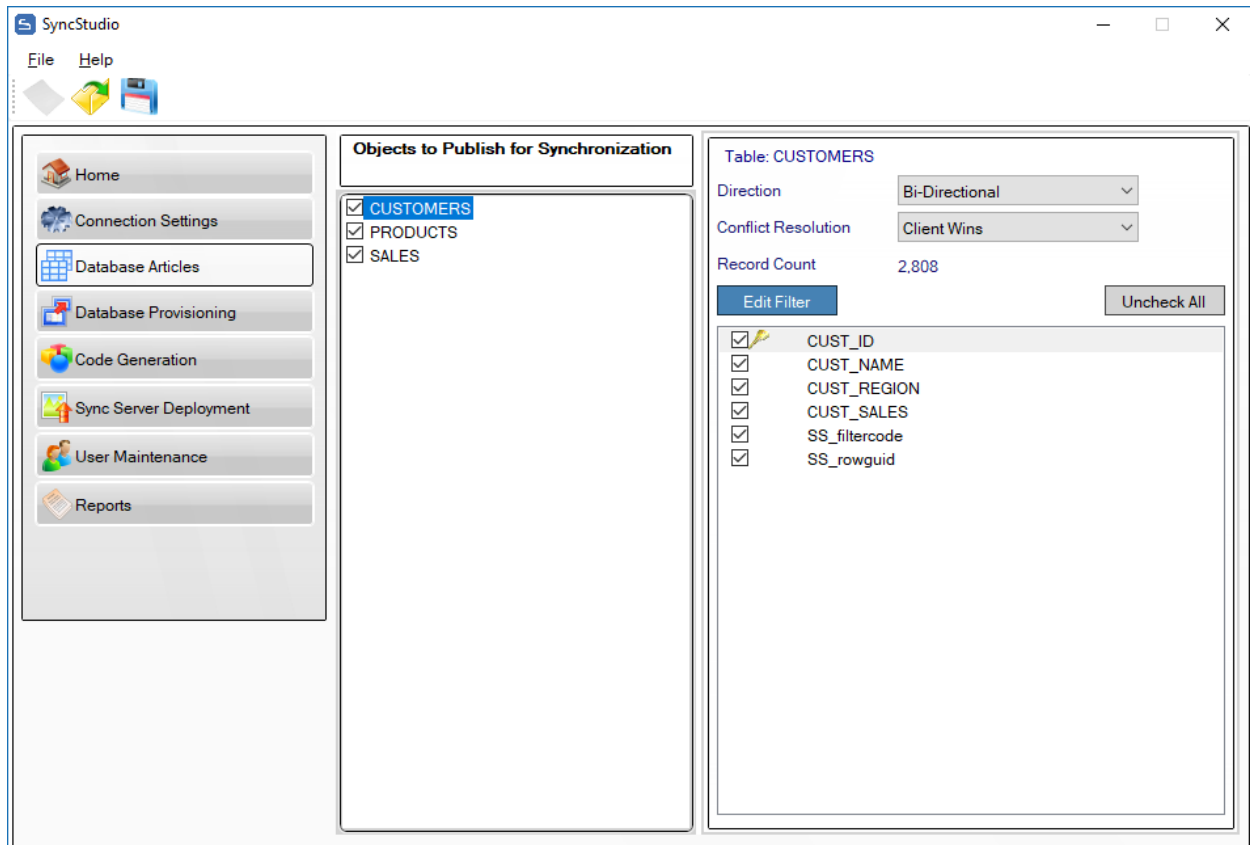 SyncStudio
File Help
Home
Connection Settings
Database Articles
Database Provisioning
Code Generation
Sync Server Deployment
User Maintenance
Reports
Objects to Publish for Synchronization
CUSTOMERS
PRODUCTS
SALES
Table: CUSTOMERS
Direction Bi-Directional
Conflict Resolution Client Wins
Record Count 2,808
Edit Filter Uncheck All
CUST_ID
CUST_NAME
CUST_REGION
CUST_SALES
SS_filtercode
SS_rowguid